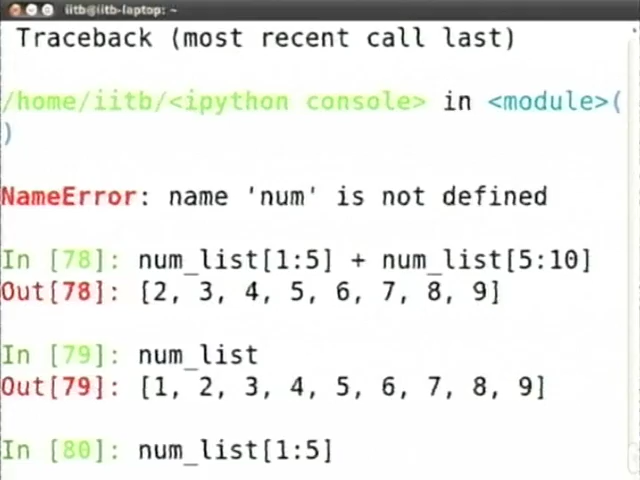 iitb@iitb-laptop: ~
Traceback (most recent call last)
/home/iitb/<ipython console> in <module>(
)
NameError: name 'num' is not defined
In [78]: num_list[1:5] + num_list[5:10]
Out[78]: [2, 3, 4, 5, 6, 7, 8, 9]
In [79]: num_list
Out[79]: [1, 2, 3, 4, 5, 6, 7, 8, 9]
In [80]: num_list[1:5]